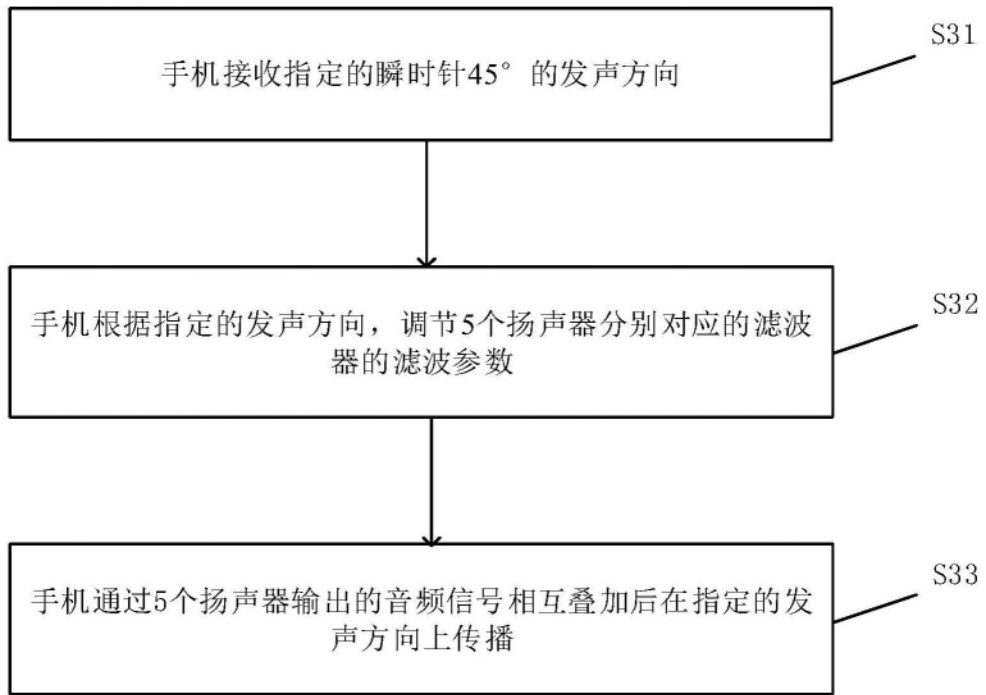 手机接收指定的瞬时针45°的发声方向
S31
手机根据指定的发声方向，调节5个扬声器分别对应的滤波
器的滤波参数
S32
手机通过5个扬声器输出的音频信号相互叠加后在指定的发
声方向上传播
S33